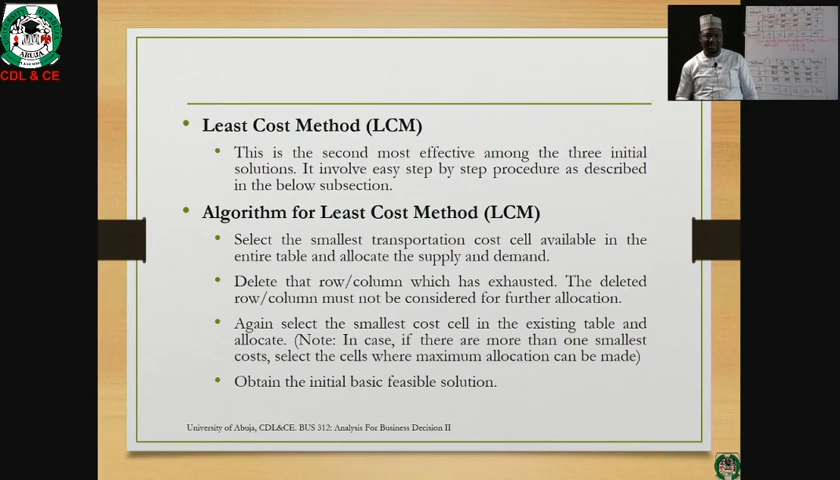 ABUJA
CDL & CE
Least Cost Method (LCM)
This is the second most effective among the three initial
solutions. It involve easy step by step procedure as described
in the below subsection.
Algorithm for Least Cost Method (LCM)
Select the smallest transportation cost cell available in the
entire table and allocate the supply and demand.
Delete that row/column which has exhausted. The deleted
row/column must not be considered for further allocation.
Again select the smallest cost cell in the existing table and
allocate. (Note: In case, if there are more than one smallest
costs, select the cells where maximum allocation can be made)
Obtain the initial basic feasible solution.
University of Abuja, CDL&CE. BUS 312: Analysis For Business Decision II